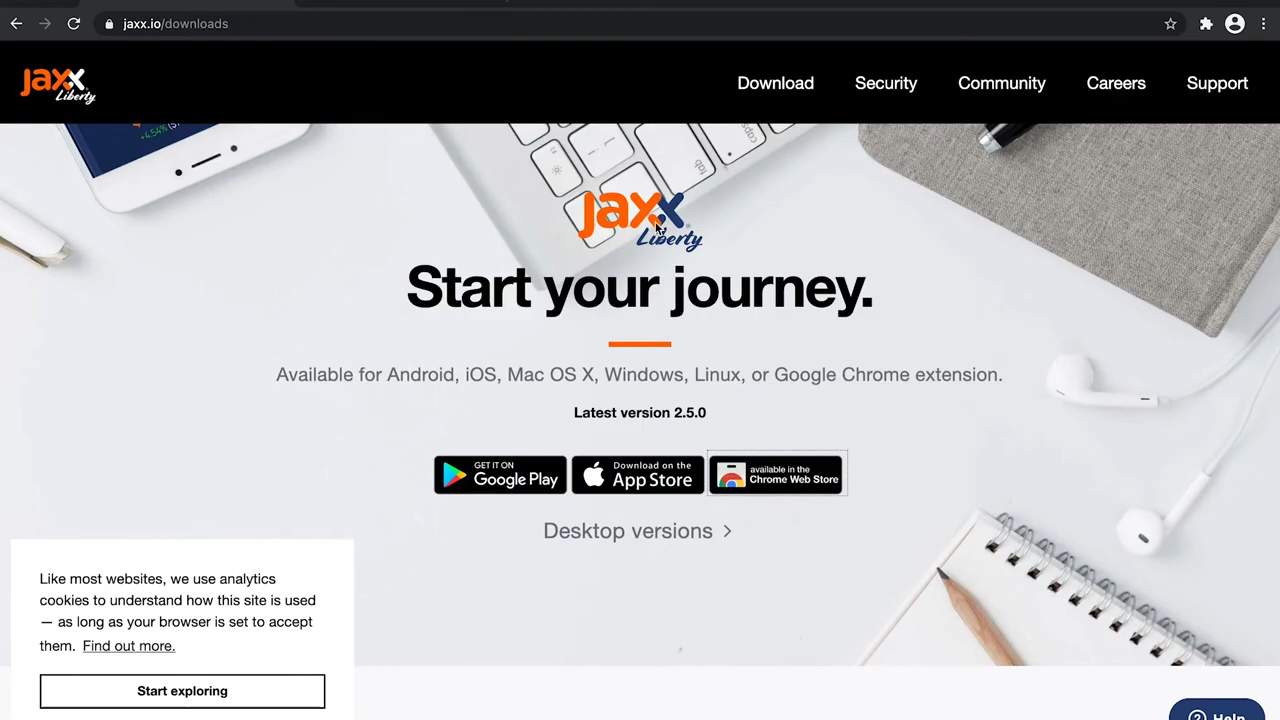 jaxx.io/downloads
jaxx Liberty
Download
Security
Community
Careers
Support
+4.54%
tab
jaxx
Liberty
Start your journey.
Available for Android, iOS, Mac OS X, Windows, Linux, or Google Chrome extension.
Latest version 2.5.0
GET IT ON
Google Play
Download on the
App Store
available in the
Chrome Web Store
Desktop versions
Like most websites, we use analytics
cookies to understand how this site is used
— as long as your browser is set to accept
them. Find out more.
Start exploring
Help